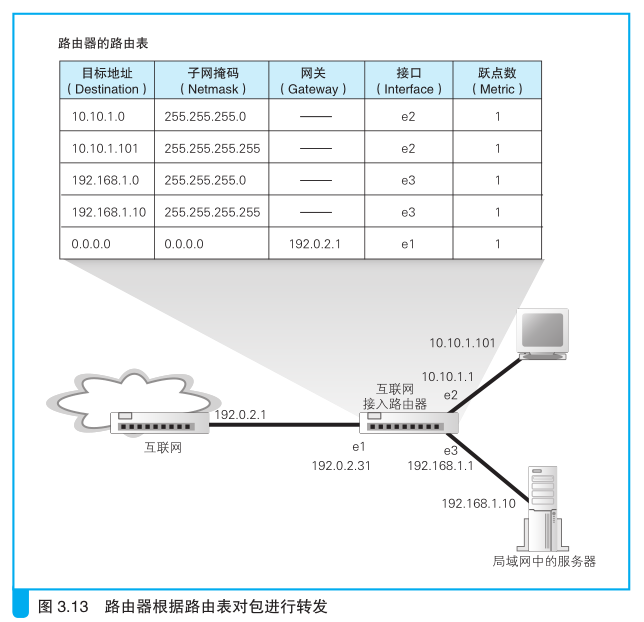 路由器的路由表
目标地址 子网掩码 网关 接口 跃点数
（Destination） （Netmask） （Gateway） （Interface） （Metric）
10.10.1.0 255.255.255.0 —— e2 1
10.10.1.101 255.255.255.255 —— e2 1
192.168.1.0 255.255.255.0 —— e3 1
192.168.1.10 255.255.255.255 —— e3 1
0.0.0.0 0.0.0.0 192.0.2.1 e1 1
10.10.1.101
10.10.1.1
e2
互联网
接入路由器
192.0.2.1
互联网
e1
192.0.2.31
e3
192.168.1.1
192.168.1.10
局域网中的服务器
图 3.13 路由器根据路由表对包进行转发